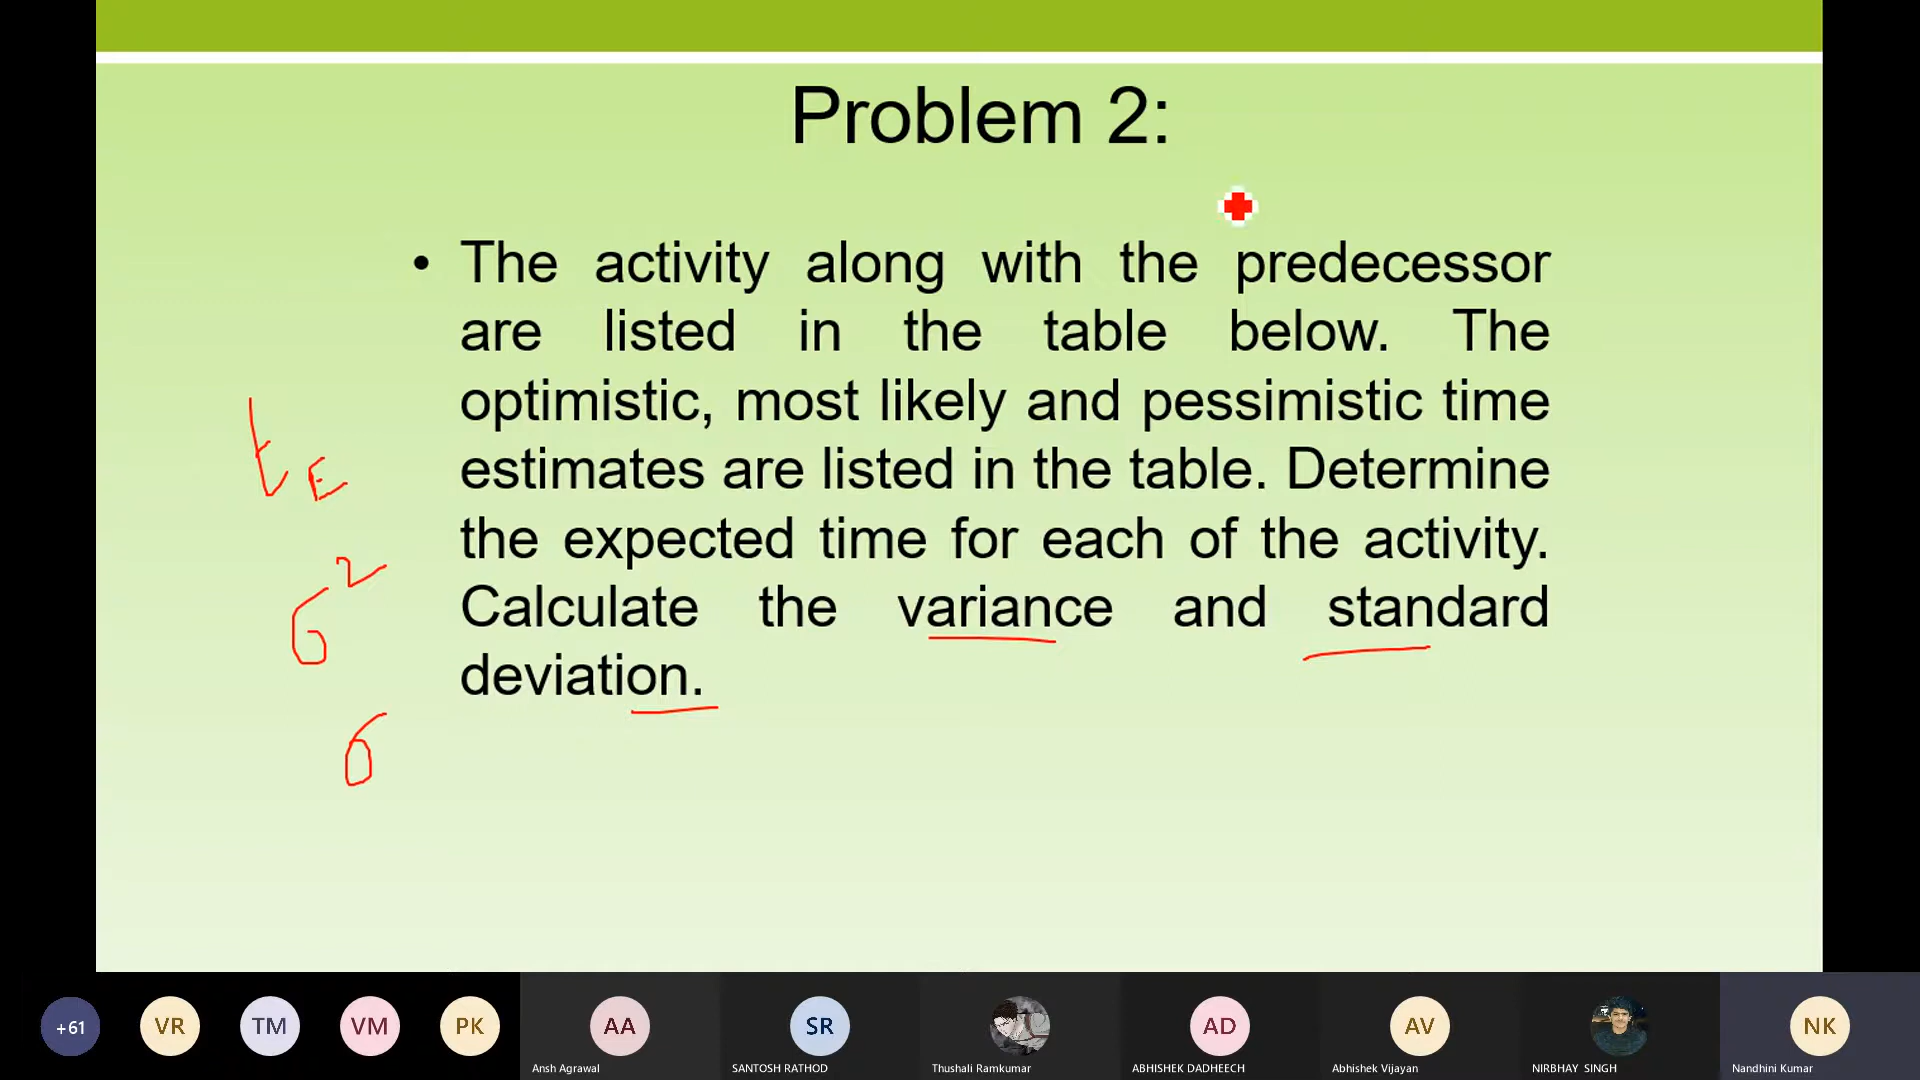 Problem 2:
• The activity along with the predecessor
are listed in the table below. The
optimistic, most likely and pessimistic time
estimates are listed in the table. Determine
the expected time for each of the activity.
Calculate the variance and standard
deviation.
tE
σ²
σ
+61
VR
TM
VM
PK
AA
SR
AD
AV
NK
Ansh Agrawal
SANTOSH RATHOD
Thushali Ramkumar
ABHISHEK DADHEECH
Abhishek Vijayan
NIRBHAY SINGH
Nandhini Kumar